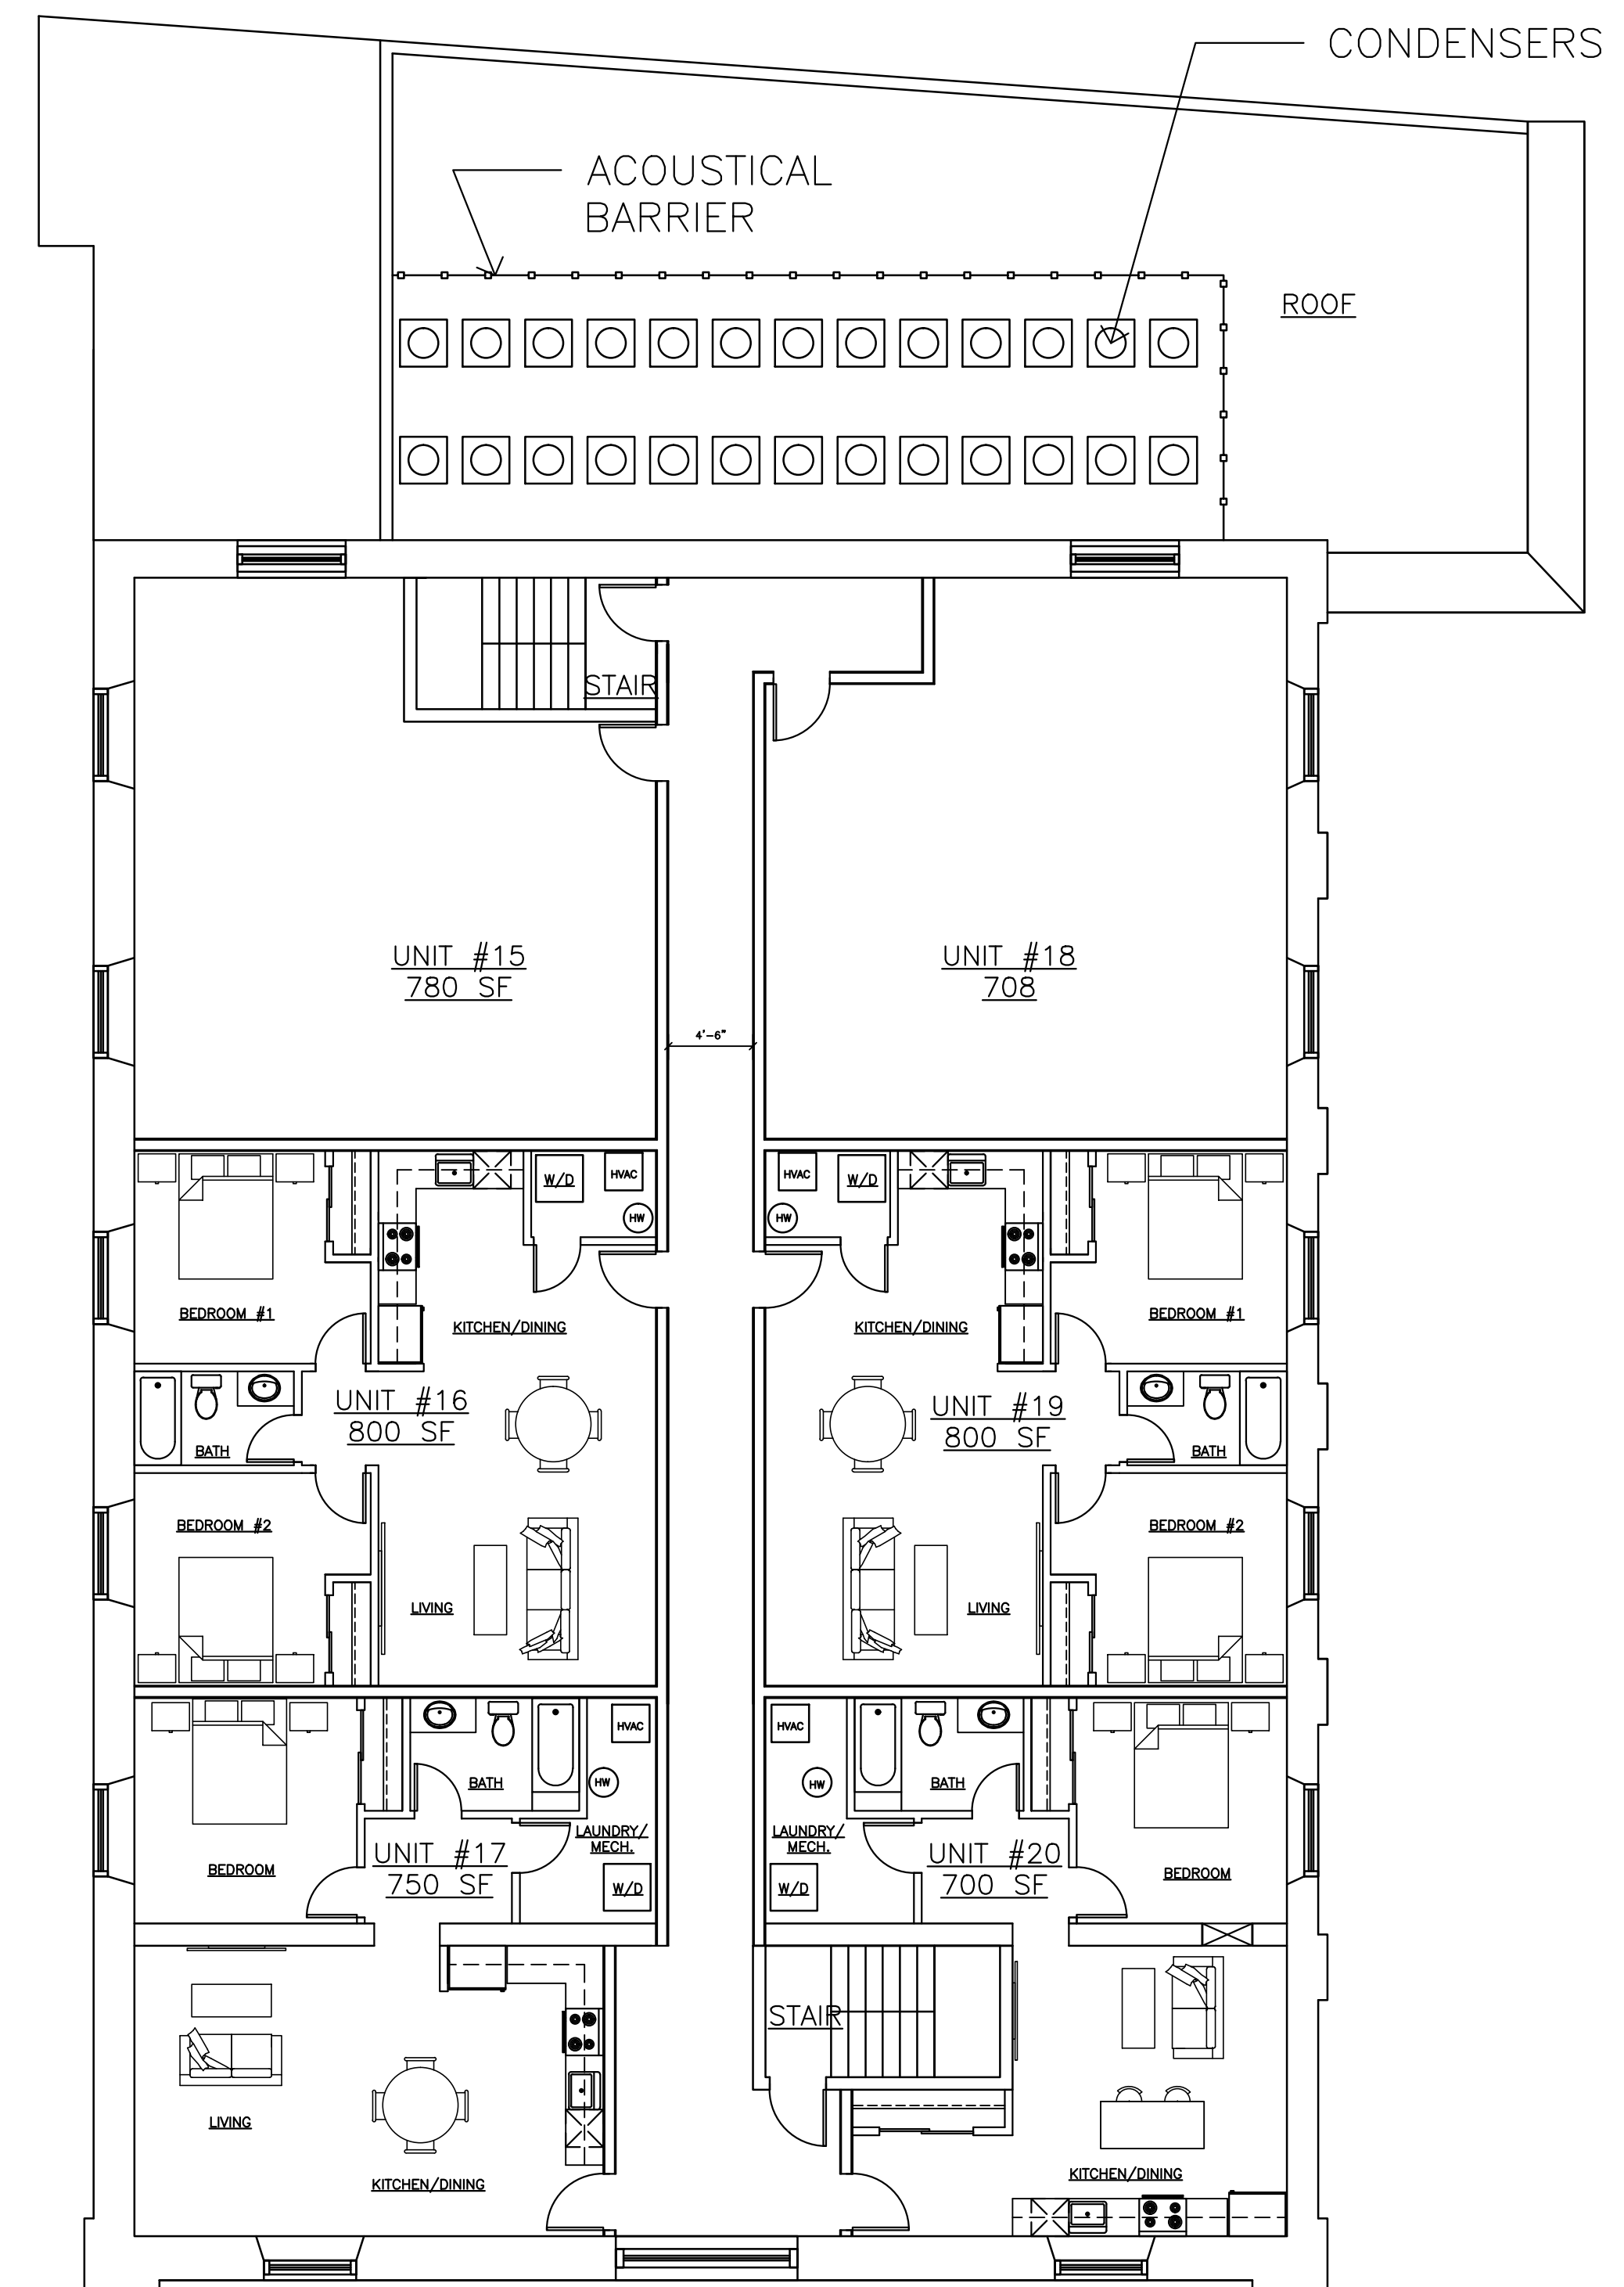 CONDENSERS
ACOUSTICAL
BARRIER
ROOF
STAIR
UNIT #15
780 SF
UNIT #18
708
4'-6"
W/D
HVAC
HW
HVAC
W/D
HW
BEDROOM #1
KITCHEN/DINING
KITCHEN/DINING
BEDROOM #1
UNIT #16
800 SF
UNIT #19
800 SF
BATH
BATH
BEDROOM #2
BEDROOM #2
LIVING
LIVING
HVAC
HVAC
BATH
HW
HW
BATH
LAUNDRY/
MECH.
LAUNDRY/
MECH.
UNIT #17
750 SF
UNIT #20
700 SF
BEDROOM
BEDROOM
W/D
W/D
STAIR
LIVING
KITCHEN/DINING
KITCHEN/DINING